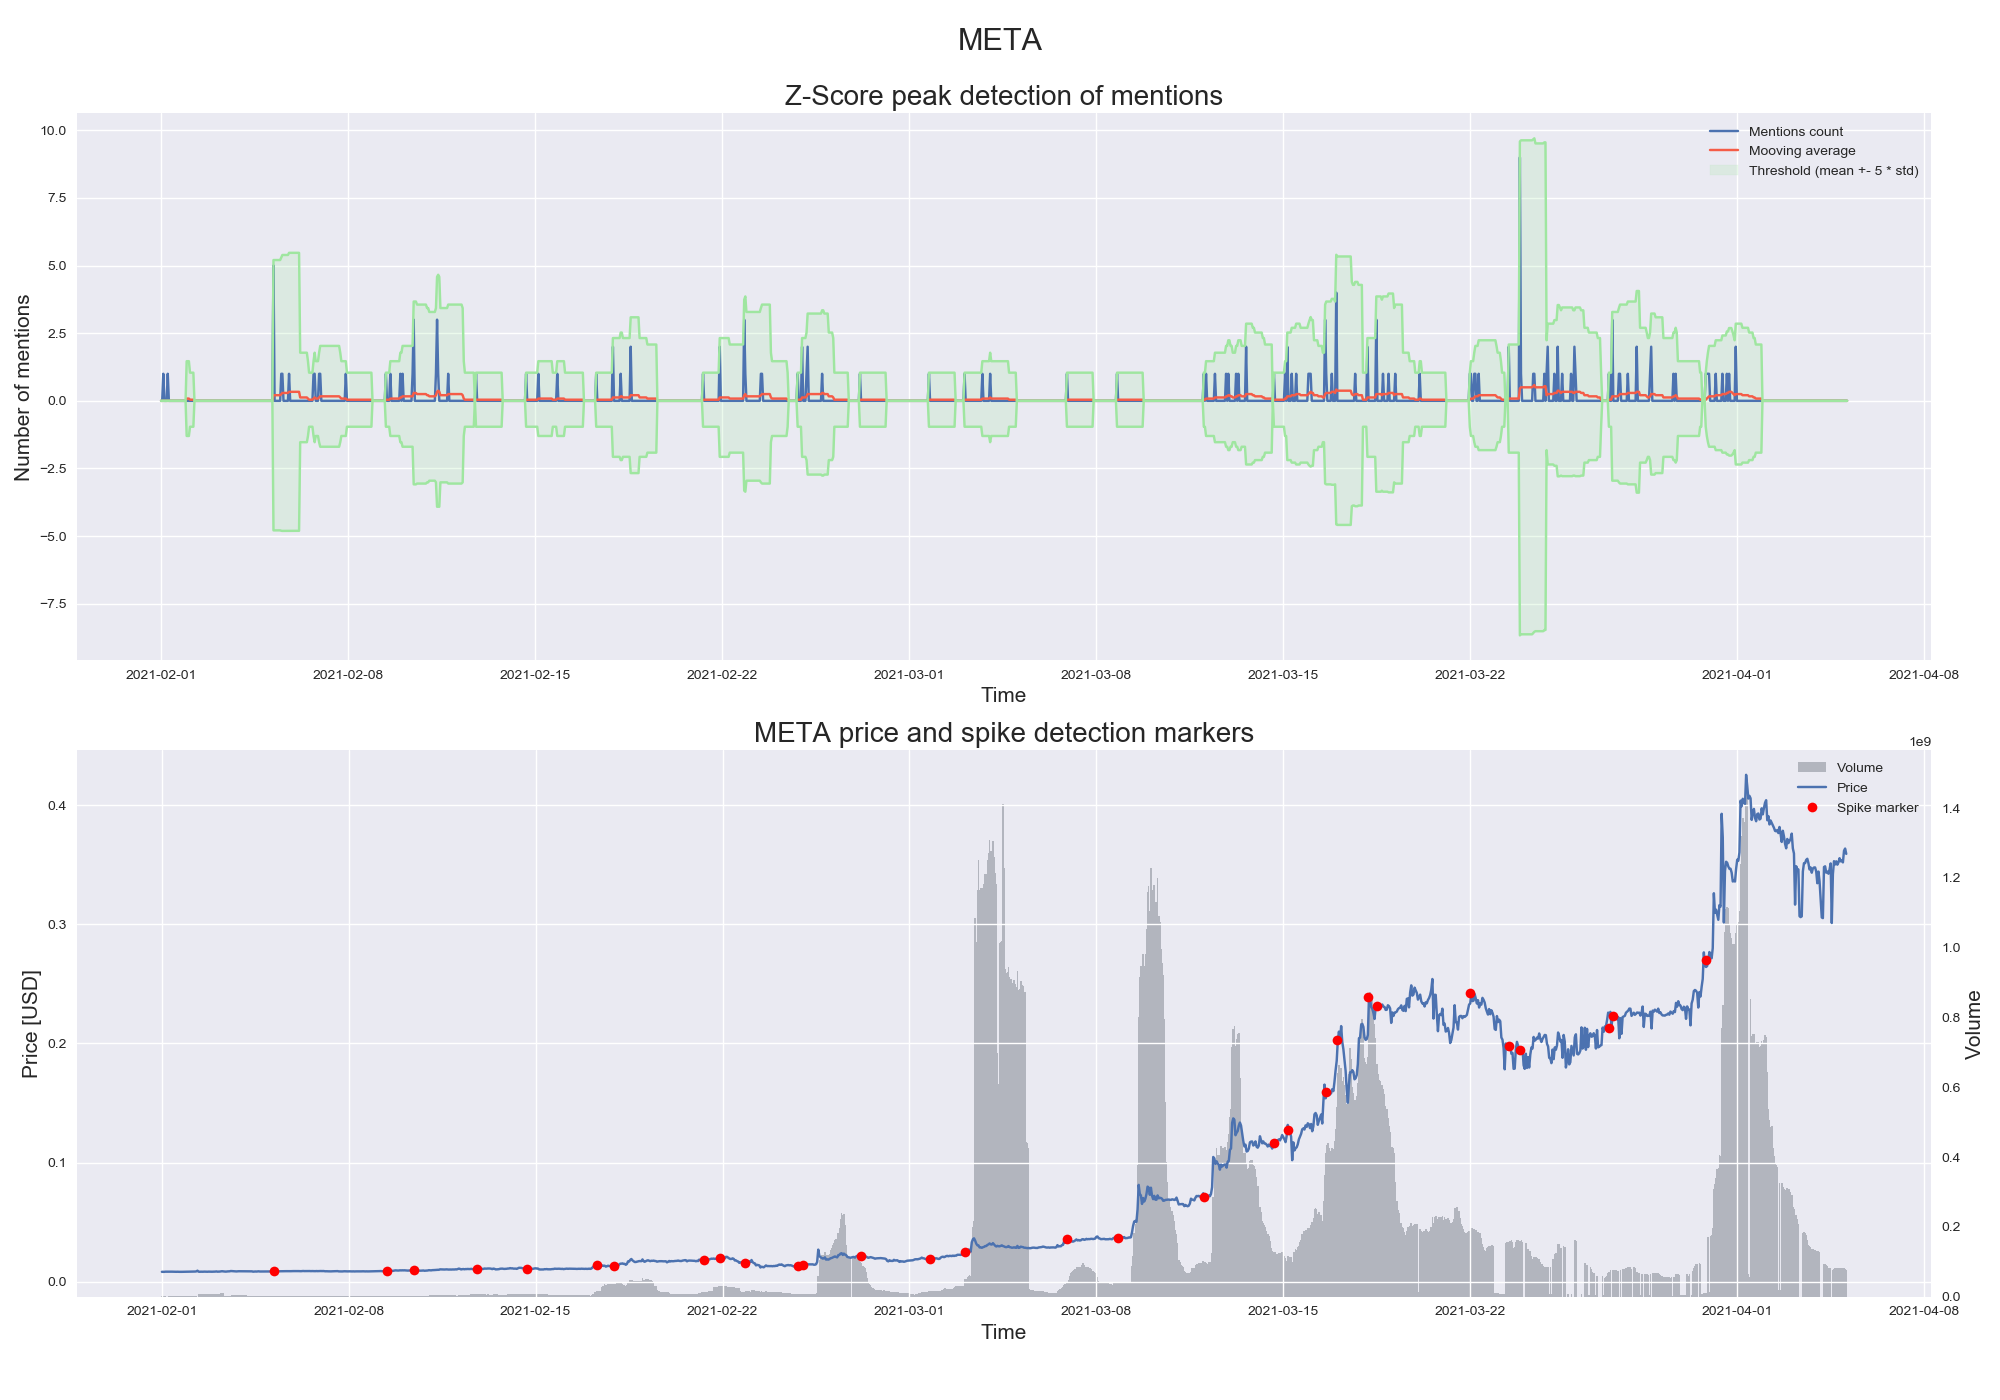 META
Z-Score peak detection of mentions
10.0
7.5
5.0
2.5
0.0
−2.5
−5.0
−7.5
Number of mentions
Mentions count
Mooving average
Threshold (mean +- 5 * std)
2021-02-01 2021-02-08 2021-02-15 2021-02-22 2021-03-01 2021-03-08 2021-03-15 2021-03-22 2021-04-01 2021-04-08
Time
META price and spike detection markers
1e9
0.4
0.3
0.2
0.1
0.0
Price [USD]
Volume
Price
Spike marker
1.4
1.2
1.0
0.8
0.6
0.4
0.2
0.0
Volume
2021-02-01 2021-02-08 2021-02-15 2021-02-22 2021-03-01 2021-03-08 2021-03-15 2021-03-22 2021-04-01 2021-04-08
Time